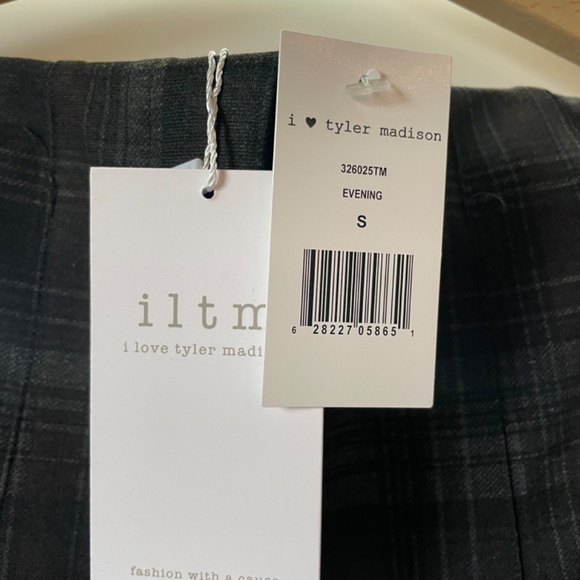 i ♥ tyler madison
326025TM
EVENING
S
6 28227 05865 1
iltm
i love tyler madi
fashion with a cause